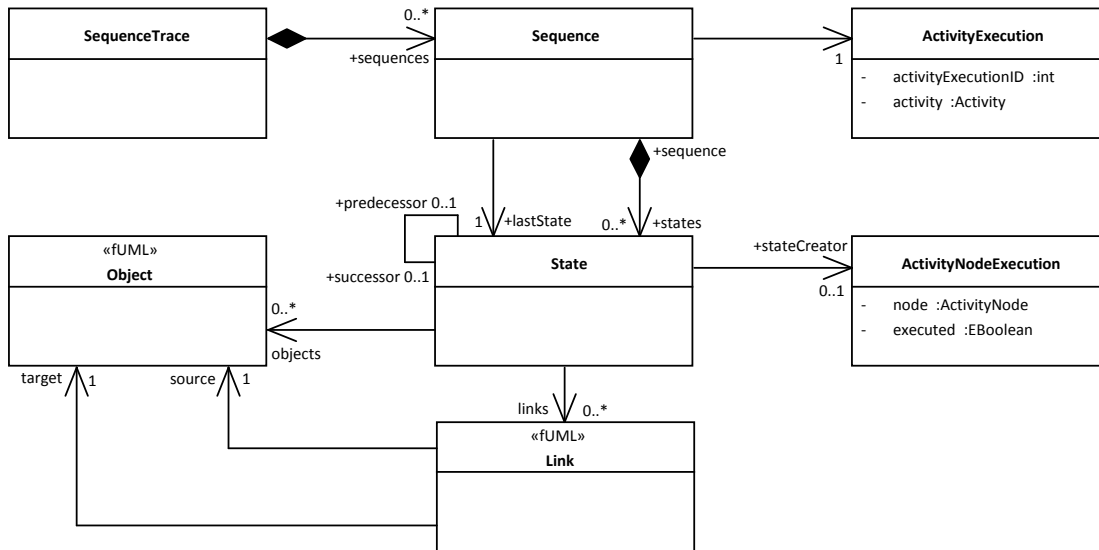 SequenceTrace
0..*
+sequences
Sequence
1
ActivityExecution
- activityExecutionID :int
- activity :Activity
+sequence
+predecessor 0..1
1
+lastState
0..*
+states
«fUML»
Object
+successor 0..1
State
+stateCreator
0..1
ActivityNodeExecution
- node :ActivityNode
- executed :EBoolean
0..*
objects
target
1
source
1
links
0..*
«fUML»
Link